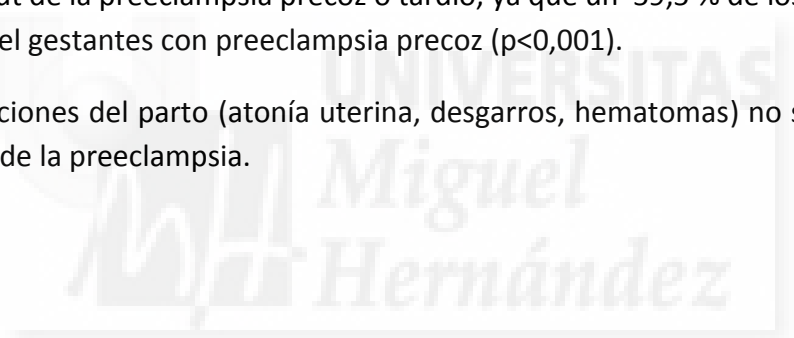 ut de la preeclampsia precoz o tardío, ya que un 59,5 % de los
el gestantes con preeclampsia precoz (p<0,001).
UNIVERSITAS
ciones del parto (atonía uterina, desgarros, hematomas) no s
de la preeclampsia.
Miguel
Hernández